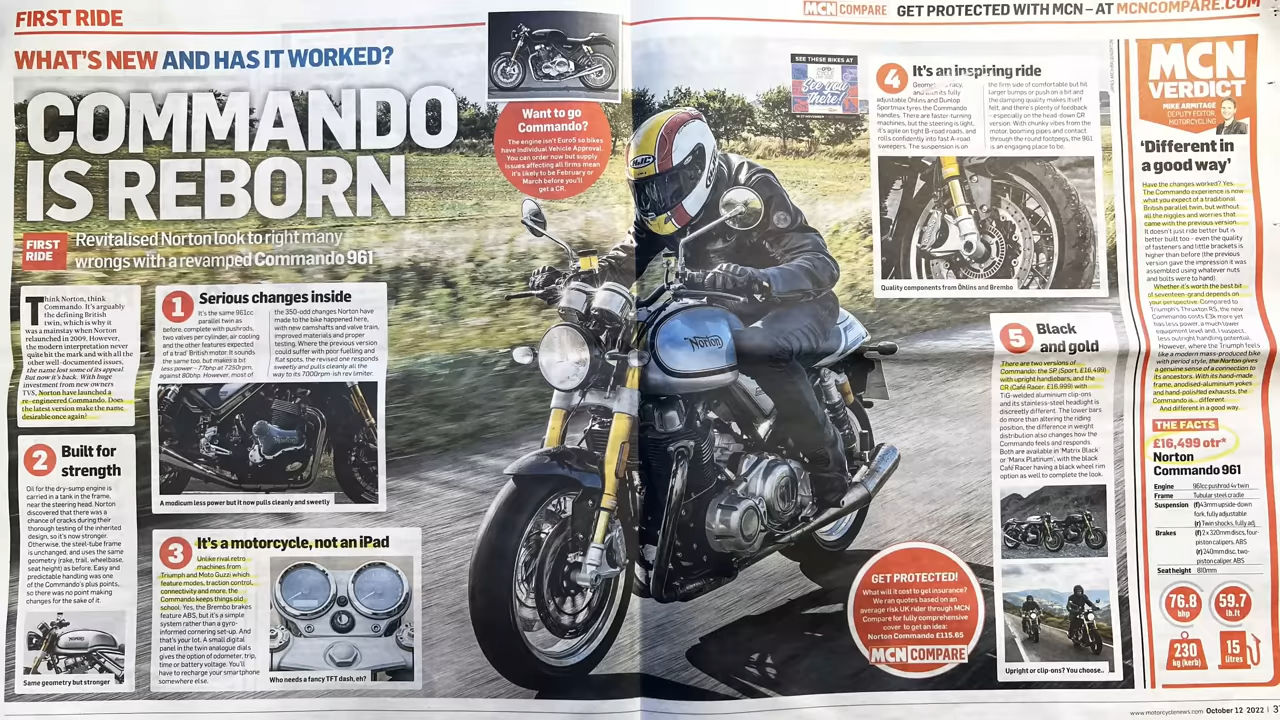 FIRST RIDE
MCN COMPARE GET PROTECTED WITH MCN – AT MCNCOMPARE.COM
WHAT'S NEW AND HAS IT WORKED?
COMMANDO
IS REBORN
FIRST
RIDE
Revitalised Norton look to right many
wrongs with a revamped Commando 961
Want to go
Commando?
The engine isn't Euro5 so bikes
have Individual Vehicle Approval.
You can order now but supply
issues affecting all firms mean
it's likely to be February or
March before you'll
get a CR.
Think Norton, think
Commando. It's arguably
the defining British
twin, which is why it
was a mainstay when Norton
relaunched in 2009. However,
the modern interpretation never
quite hit the mark and with all the
other well-documented issues,
the name lost some of its
appeal. But now it's back. With huge
investment from new owners
TVS, Norton have launched a
re-engineered Commando. Does
the latest version make the name
desirable once again?
1
Serious changes inside
It's the same 961cc
parallel twin as
before, complete with pushrods,
two valves per cylinder, air cooling
and the other features expected
of a trad' British motor. It sounds
the same too, but makes a bit
less power – 77bhp at 7250rpm,
against 80bhp. However, most of
the 350-odd changes Norton have
made to the bike happened here,
with new camshafts and valve train,
improved materials and proper
testing. Where the previous version
could suffer with poor fuelling and
flat spots, the revised one responds
sweetly and pulls cleanly all the
way to its 7000rpm-ish rev limiter.
A modicum less power but it now pulls cleanly and sweetly
2
Built for
strength
Oil for the dry-sump engine is
carried in a tank in the frame,
near the steering head. Norton
discovered that there was a
chance of cracks during their
thorough testing of the inherited
design, so it's now stronger.
Otherwise, the steel-tube frame
is unchanged, and uses the same
geometry (rake, trail, wheelbase,
seat height) as before. Easy and
predictable handling was one
of the Commando's plus points,
so there was no point making
changes for the sake of it.
Same geometry but stronger
3
It's a motorcycle, not an iPad
Unlike rival retro
machines from
Triumph and Moto Guzzi which
feature modes, traction control,
connectivity and more, the
Commando keeps things old
school. Yes, the Brembo brakes
feature ABS, but it's a simple
system rather than a gyro-
informed cornering set-up. And
that's your lot. A small digital
panel in the twin analogue dials
gives the option of odometer, trip,
time or battery voltage. You'll
have to recharge your smartphone
somewhere else.
Who needs a fancy TFT dash, eh?
Norton
HJC
SEE THESE BIKES AT
See you
There!
4
It's an inspiring ride
and with its fully
adjustable Öhlins and Dunlop
Sportmax tyres the Commando
handles. There are faster-turning
machines, but the steering is light,
it's agile on tight B-road roads, and
rolls confidently into fast A-road
sweepers. The suspension is on
the firm side of comfortable but hit
larger bumps or push on a bit and
the damping quality makes itself
felt, and there's plenty of feedback
– especially on the head-down CR
version. With chunky vibes from the
motor, booming pipes and contact
through the round footpegs, the 961
is an engaging place to be.
Quality components from Öhlins and Brembo
5
Black
and gold
There are two versions of
Commando: the SP (Sport, £16,499)
with upright handlebars, and the
CR (Café Racer, £16,999) with
TiG-welded aluminium clip-ons
and its stainless-steel headlight is
discreetly different. The lower bars
do more than altering the riding
position, the difference in weight
distribution also changes how the
Commando feels and responds.
Both are available in 'Matrix Black'
or 'Manx Platinum', with the black
Café Racer having a black wheel rim
option as well to complete the look.
Upright or clip-ons? You choose..
GET PROTECTED!
What will it cost to get insurance?
We ran quotes based on an
average risk UK rider through MCN
Compare for fully comprehensive
cover to get an idea:
Norton Commando £115.65
MCN COMPARE
MCN
VERDICT
MIKE ARMITAGE
DEPUTY EDITOR,
MOTORCYCLING
'Different in
a good way'
Have the changes worked? Yes.
The Commando experience is now
what you expect of a traditional
British parallel twin, but without
all the niggles and worries that
came with the previous version.
It doesn't just ride better but is
better built too – even the quality
of fasteners and little brackets is
higher than before (the previous
version gave the impression it was
assembled using whatever nuts
and bolts were to hand).
Whether it's worth the best bit
of seventeen-grand depends on
your perspective. Compared to
Triumph's Thruxton RS, the new
Commando costs £3k more yet
has less power, a much lower
equipment level and, I suspect,
less outright handling potential.
However, where the Triumph feels
like a modern mass-produced bike
with period style, the Norton gives
a genuine sense of a connection to
its ancestors. With its hand-made
frame, anodised-aluminium yokes
and hand-polished exhausts, the
Commando is... different.
And different in a good way.
THE FACTS
£16,499 otr*
Norton
Commando 961
Engine 961cc pushrod 4v twin
Frame Tubular steel cradle
Suspension (f) 43mm upside-down
fork, fully adjustable
(r) Twin shocks, fully adj
Brakes (f) 2 x 320mm discs, four-
piston calipers. ABS
(r) 240mm disc, two-
piston caliper. ABS
Seat height 810mm
76.8
bhp
59.7
lb.ft
230
kg (kerb)
15
litres
www.motorcyclenews.com October 12 2022 | 3